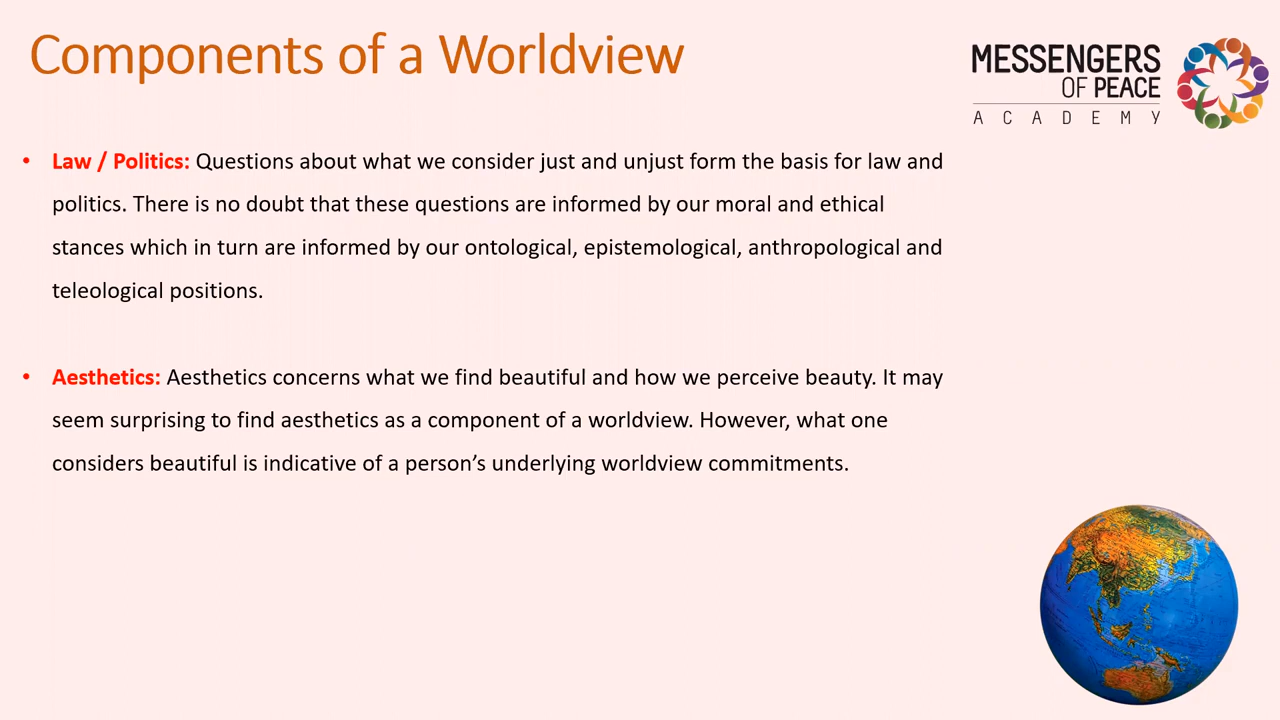 Components of a Worldview
MESSENGERS
OF PEACE
ACADEMY
• Law / Politics: Questions about what we consider just and unjust form the basis for law and
politics. There is no doubt that these questions are informed by our moral and ethical
stances which in turn are informed by our ontological, epistemological, anthropological and
teleological positions.
• Aesthetics: Aesthetics concerns what we find beautiful and how we perceive beauty. It may
seem surprising to find aesthetics as a component of a worldview. However, what one
considers beautiful is indicative of a person’s underlying worldview commitments.